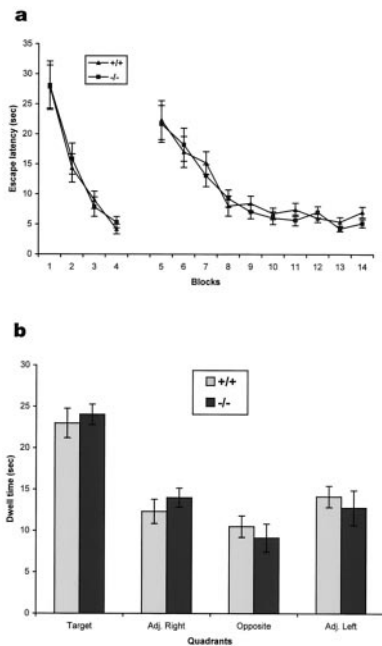 a
35
30
25
20
15
10
5
0
Escape latency (sec)
+/+
-/-
1 2 3 4 5 6 7 8 9 10 11 12 13 14
Blocks
b
30
25
20
15
10
5
0
Dwell time (sec)
+/+
-/-
Target Adj. Right Opposite Adj. Left
Quadrants